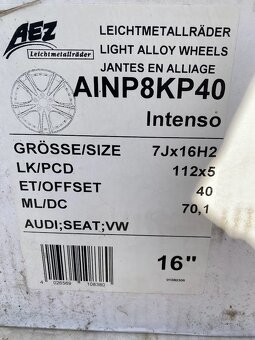 AEZ
Leichtmetallräder
LEICHTMETALLRÄDER
LIGHT ALLOY WHEELS
JANTES EN ALLIAGE
AINP8KP40
Intenso
GRÖSSE/SIZE 7Jx16H2
LK/PCD 112x5
ET/OFFSET 40
ML/DC 70,1
AUDI;SEAT;VW
16"